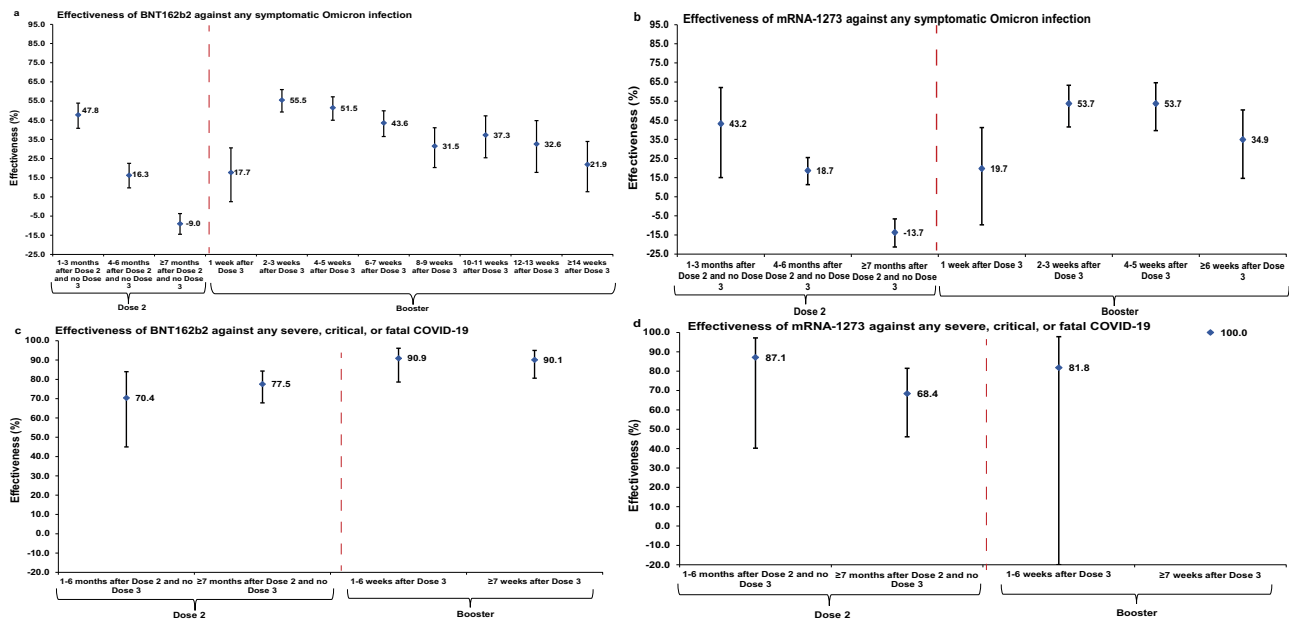 a Effectiveness of BNT162b2 against any symptomatic Omicron infection
Effectiveness (%)
95.0
85.0
75.0
65.0
55.0
45.0
35.0
25.0
15.0
5.0
-5.0
-15.0
-25.0
47.8
16.3
-9.0
17.7
55.5
51.5
43.6
31.5
37.3
32.6
21.9
1-3 months
after Dose 2
and no Dose
3
4-6 months
after Dose 2
and no Dose
3
≥7 months
after Dose 2
and no Dose
3
1 week after
Dose 3
2-3 weeks
after Dose 3
4-5 weeks
after Dose 3
6-7 weeks
after Dose 3
8-9 weeks
after Dose 3
10-11 weeks
after Dose 3
12-13 weeks
after Dose 3
≥14 weeks
after Dose 3
Dose 2
Booster
b Effectiveness of mRNA-1273 against any symptomatic Omicron infection
Effectiveness (%)
95.0
85.0
75.0
65.0
55.0
45.0
35.0
25.0
15.0
5.0
-5.0
-15.0
-25.0
43.2
18.7
-13.7
19.7
53.7
53.7
34.9
1-3 months after
Dose 2 and no Dose
3
4-6 months after
Dose 2 and no Dose
3
≥7 months after
Dose 2 and no Dose
3
1 week after Dose 3
2-3 weeks after
Dose 3
4-5 weeks after
Dose 3
≥6 weeks after Dose
3
Dose 2
Booster
c Effectiveness of BNT162b2 against any severe, critical, or fatal COVID-19
Effectiveness (%)
100.0
90.0
80.0
70.0
60.0
50.0
40.0
30.0
20.0
10.0
0.0
-10.0
-20.0
70.4
77.5
90.9
90.1
1-6 months after Dose 2 and no
Dose 3
≥7 months after Dose 2 and no
Dose 3
1-6 weeks after Dose 3
≥7 weeks after Dose 3
Dose 2
Booster
d Effectiveness of mRNA-1273 against any severe, critical, or fatal COVID-19
Effectiveness (%)
100.0
90.0
80.0
70.0
60.0
50.0
40.0
30.0
20.0
10.0
0.0
-10.0
-20.0
87.1
68.4
81.8
100.0
1-6 months after Dose 2 and no
Dose 3
≥7 months after Dose 2 and no
Dose 3
1-6 weeks after Dose 3
≥7 weeks after Dose 3
Dose 2
Booster